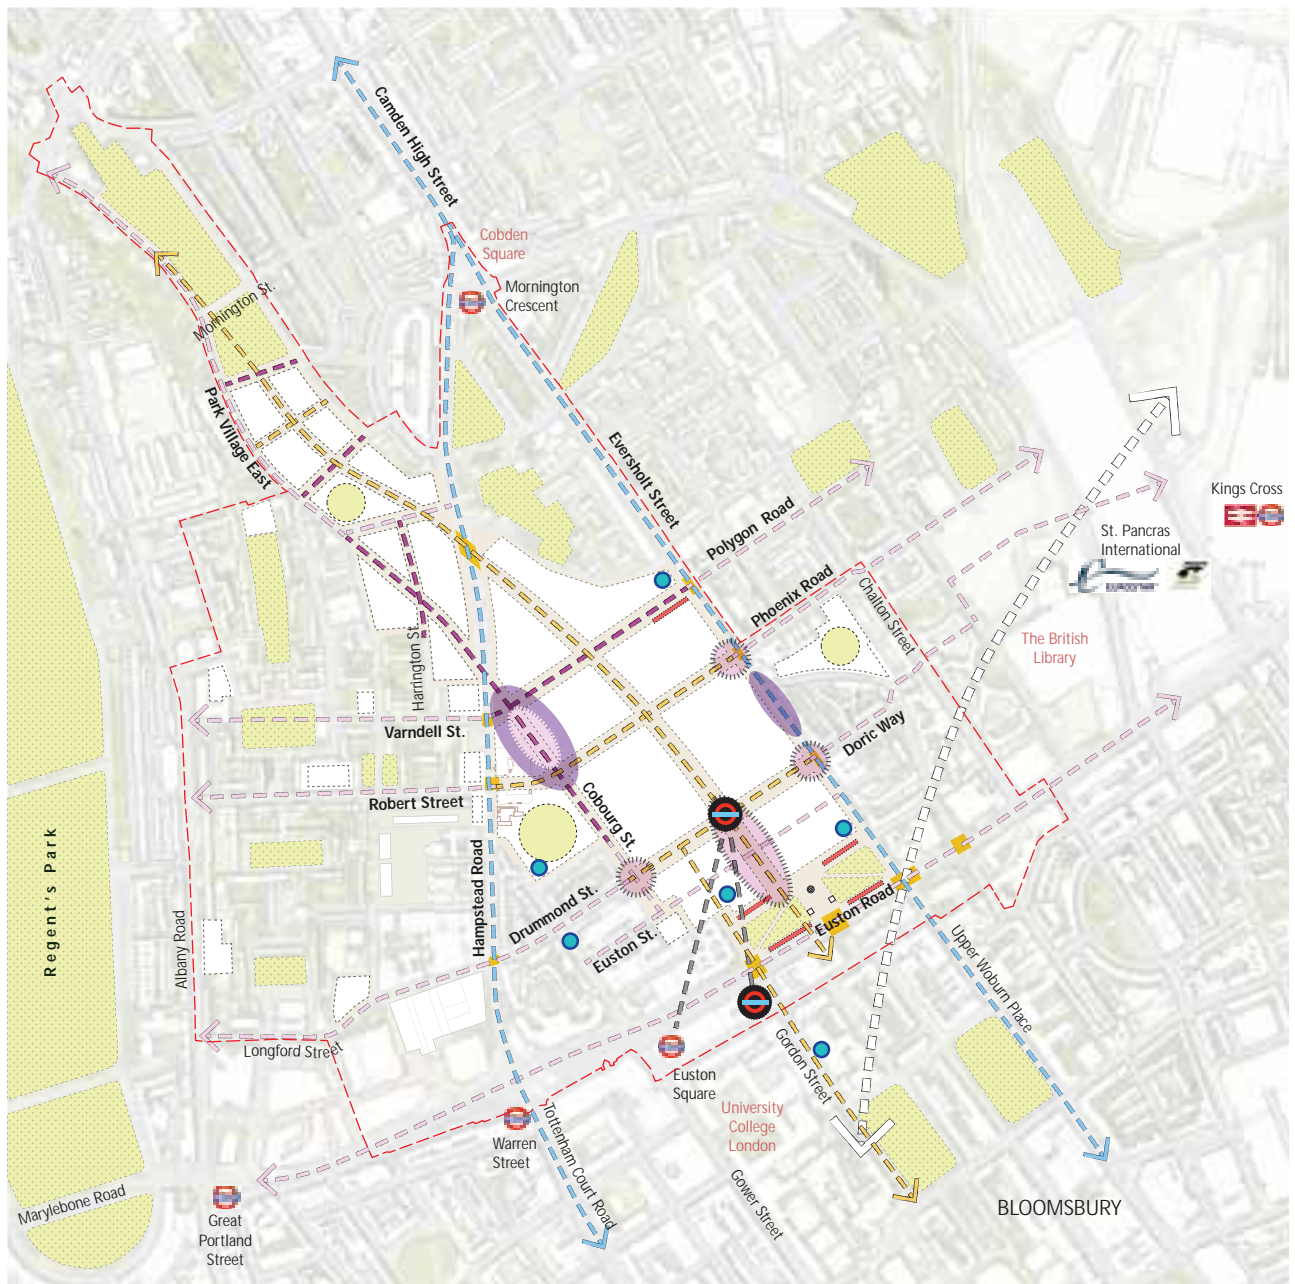 Camden High Street
Cobden
Square
Mornington
Crescent
Mornington St.
Park Village East
Eversholt Street
Polygon Road
Kings Cross
St. Pancras
International
Phoenix Road
Chalton Street
The British
Library
Harrington St.
Varndell St.
Doric Way
Robert Street
Cobourg St.
Regent's Park
Albany Road
Hampstead Road
Drummond St.
Euston St.
Euston Road
Upper Woburn Place
Longford Street
Gordon Street
Euston
Square
University
College
London
Warren
Street
Tottenham Court Road
Gower Street
Marylebone Road
Great
Portland
Street
BLOOMSBURY